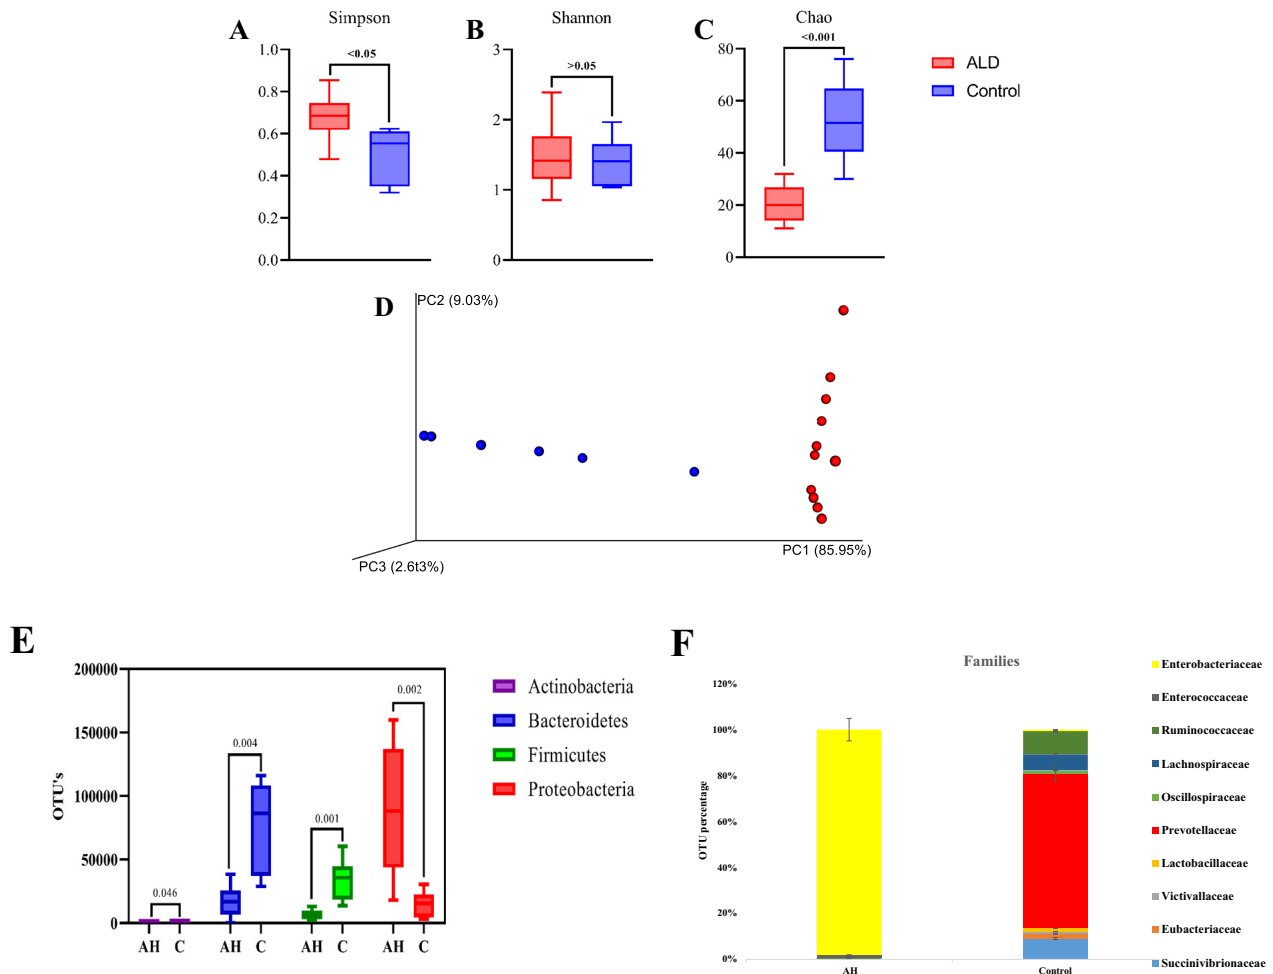 A
Simpson
1.0
0.8
0.6
0.4
0.2
0.0
<0.05
B
Shannon
3
2
1
0
>0.05
C
Chao
80
60
40
20
0
<0.001
ALD
Control
D
PC2 (9.03%)
PC1 (85.95%)
PC3 (2.6t3%)
E
200000
150000
100000
50000
0
OTU's
0.046
0.004
0.001
0.002
AH C AH C AH C AH C
Actinobacteria
Bacteroidetes
Firmicutes
Proteobacteria
F
Families
120%
100%
80%
60%
40%
20%
0%
OTU percentage
AH
Control
Enterobacteriaceae
Enterococcaceae
Ruminococcaceae
Lachnospiraceae
Oscillospiraceae
Prevotellaceae
Lactobacillaceae
Victivallaceae
Eubacteriaceae
Succinivibrionaceae